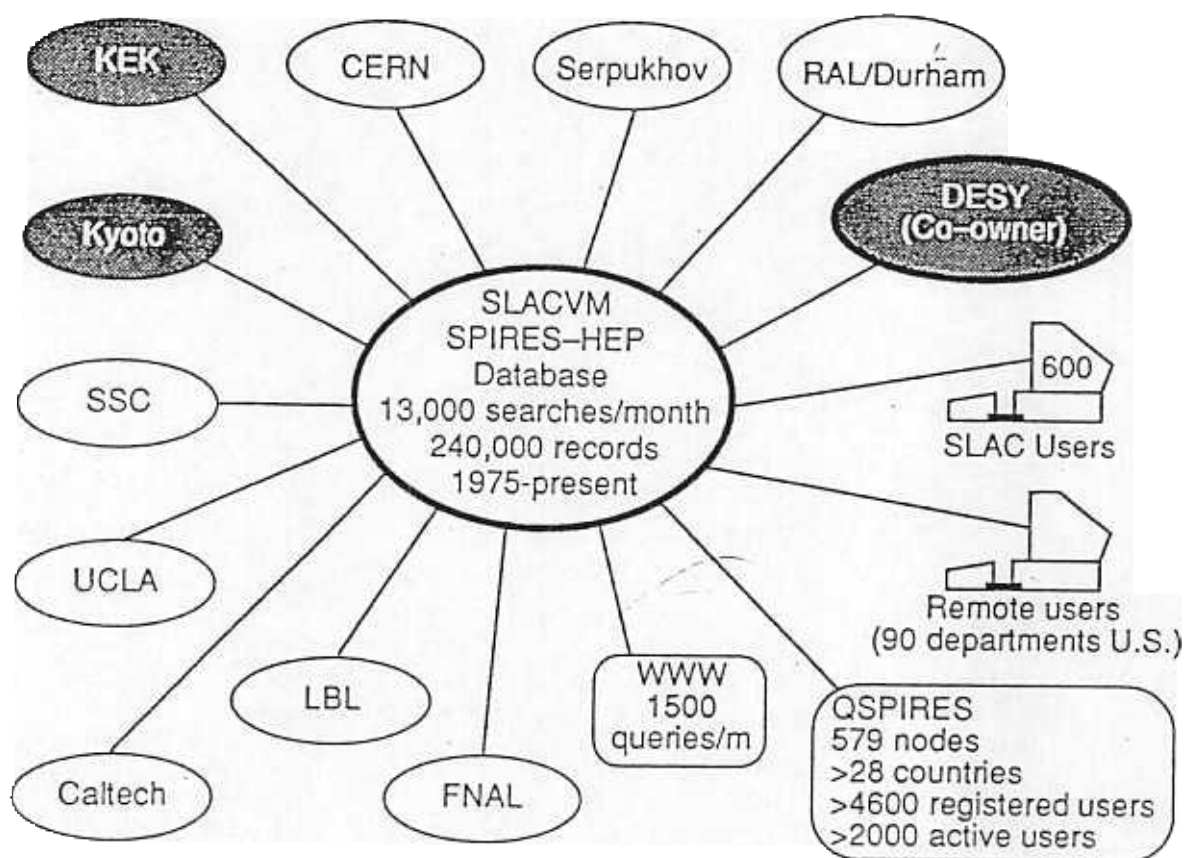 KEK
CERN
Serpukhov
RAL/Durham
Kyoto
DESY
(Co–owner)
SLACVM
SPIRES–HEP
Database
13,000 searches/month
240,000 records
1975-present
SSC
600
SLAC Users
UCLA
Remote users
(90 departments U.S.)
LBL
WWW
1500
queries/m
QSPIRES
579 nodes
>28 countries
>4600 registered users
>2000 active users
Caltech
FNAL